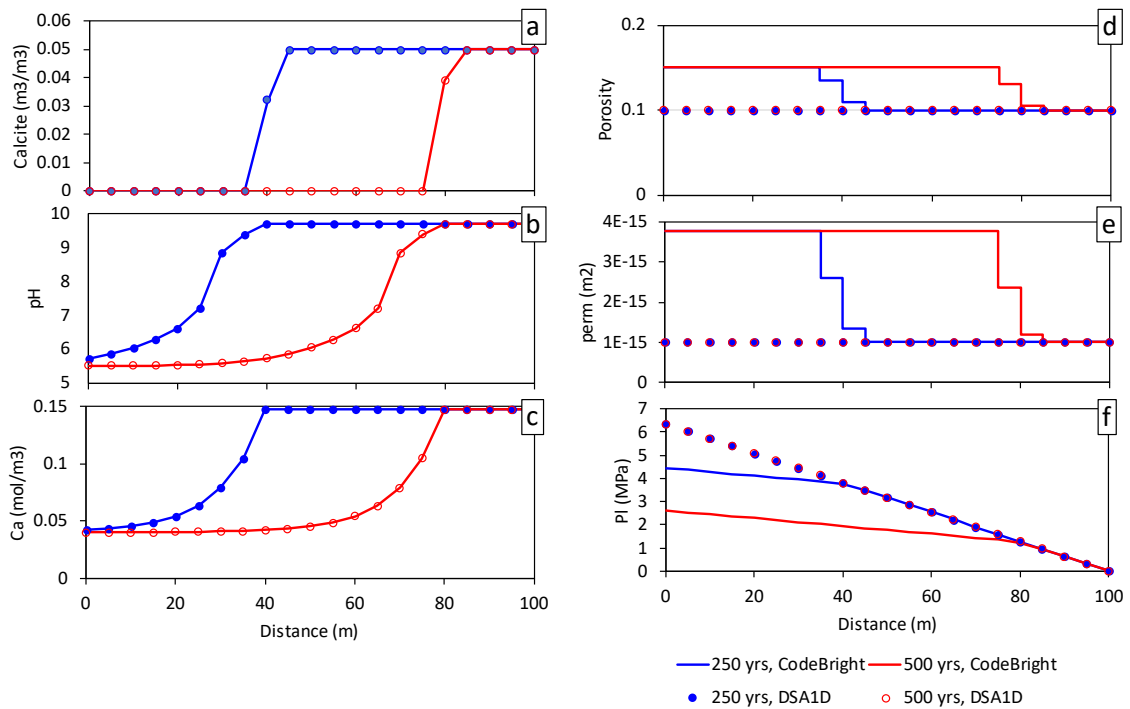 a
0.06
0.05
0.04
0.03
0.02
0.01
0
Calcite (m3/m3)
b
10
9
8
7
6
5
pH
c
0.15
0.1
0.05
0
Ca (mol/m3)
0 20 40 60 80 100
Distance (m)
d
0.2
0.1
0
Porosity
e
4E-15
3E-15
2E-15
1E-15
0
perm (m2)
f
7
6
5
4
3
2
1
0
Pl (MPa)
0 20 40 60 80 100
Distance (m)
250 yrs, CodeBright 500 yrs, CodeBright
250 yrs, DSA1D 500 yrs, DSA1D